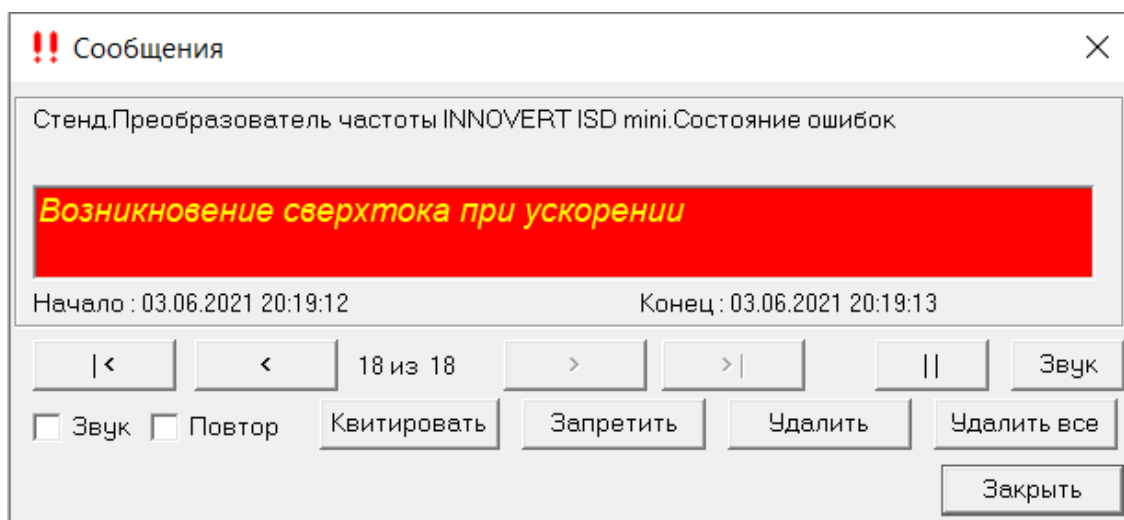 !! Сообщения
Стенд.Преобразователь частоты INNOVERT ISD mini.Состояние ошибок
Возникновение сверхтока при ускорении
Начало : 03.06.2021 20:19:12 Конец : 03.06.2021 20:19:13
|< < 18 из 18 > >| || Звук
Звук Повтор Квитировать Запретить Удалить Удалить все
Закрыть